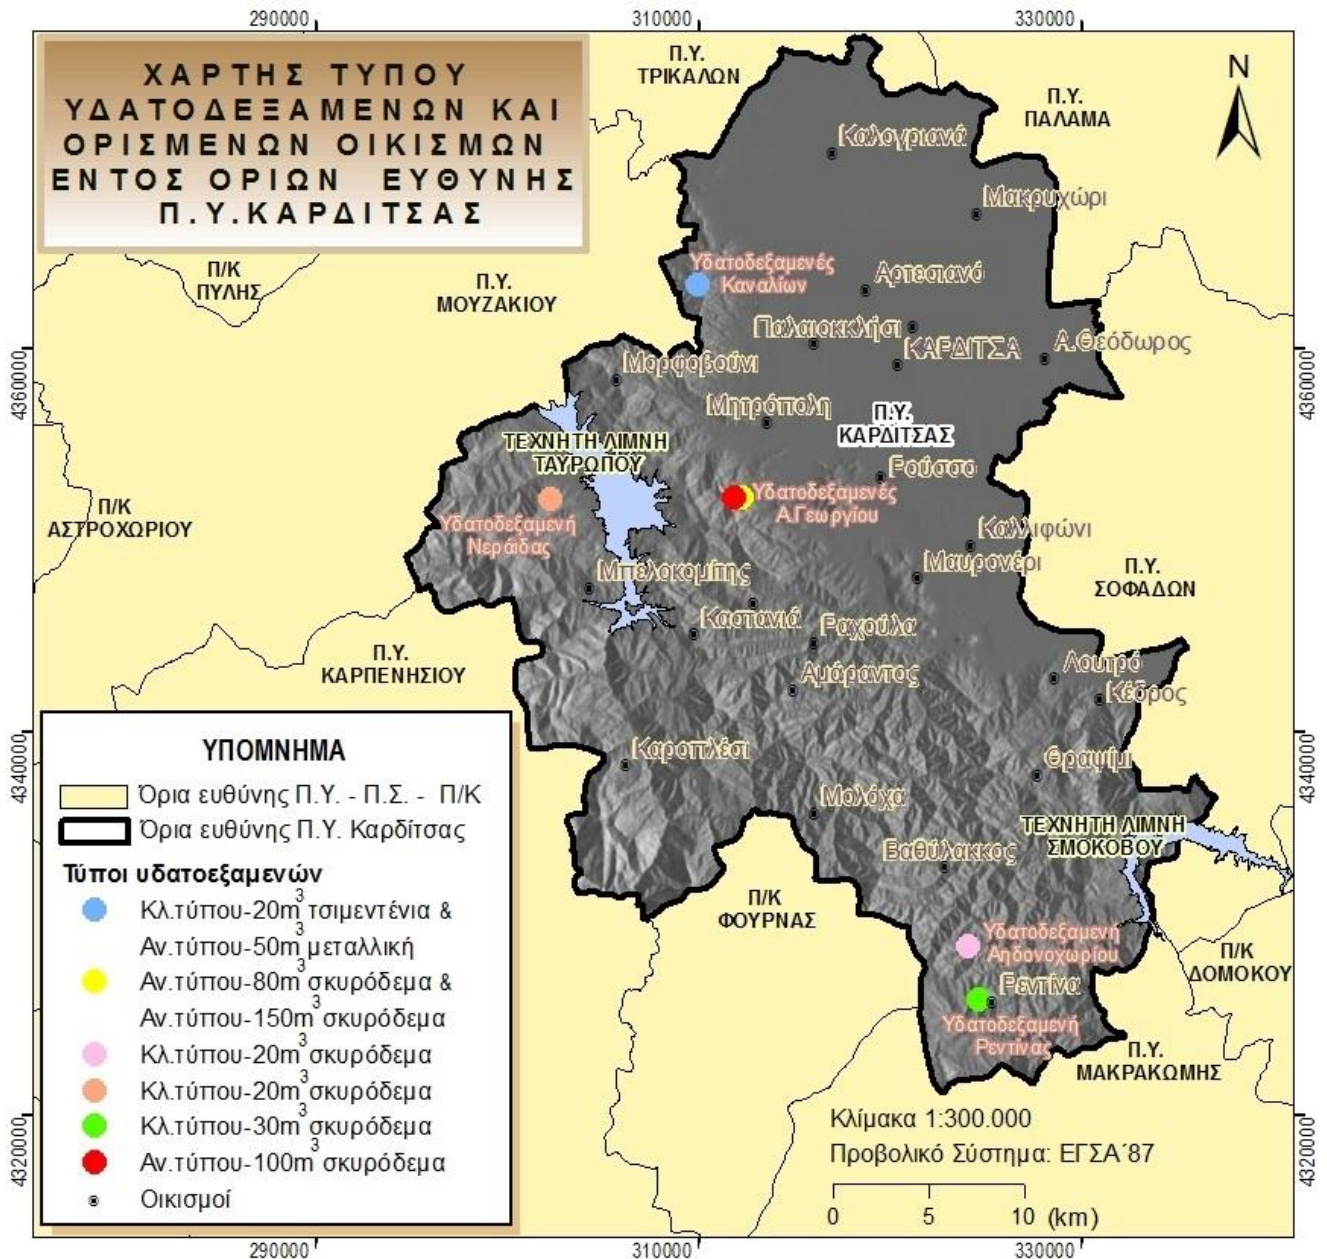 290000
310000
330000
ΧΑΡΤΗΣ ΤΥΠΟΥ
ΥΔΑΤΟΔΕΞΑΜΕΝΩΝ ΚΑΙ
ΟΡΙΣΜΕΝΩΝ ΟΙΚΙΣΜΩΝ
ΕΝΤΟΣ ΟΡΙΩΝ ΕΥΘΥΝΗΣ
Π.Υ.ΚΑΡΔΙΤΣΑΣ
Π.Υ.
ΤΡΙΚΑΛΩΝ
N
Π.Υ.
ΠΑΛΑΜΑ
Καλογριανά
Μακρυχώρι
Π/Κ
ΠΥΛΗΣ
Π.Υ.
ΜΟΥΖΑΚΙΟΥ
Υδατοδεξαμενές
Καναλίων
Αρτεσιανό
Παλαιοκκλήσι
ΚΑΡΔΙΤΣΑ
Α.Θεόδωρος
4360000
4360000
Μορφοβούνι
Μητρόπολη
Π.Υ.
ΚΑΡΔΙΤΣΑΣ
ΤΕΧΝΗΤΗ ΛΙΜΝΗ
ΤΑΥΡΩΠΟΥ
Ρούσσο
Π/Κ
ΑΣΤΡΟΧΩΡΙΟΥ
Υδατοδεξαμενή
Νεράιδας
Υδατοδεξαμενές
Α.Γεωργίου
Καλλιφώνι
Μαυρονέρι
Π.Υ.
ΣΟΦΑΔΩΝ
Μπελοκομίτης
Καστανιά
Ραχούλα
Π.Υ.
ΚΑΡΠΕΝΗΣΙΟΥ
Αμάραντος
Λουτρό
Κέδρος
4340000
4340000
Καροπλέσι
Θραψίμι
Μολόχα
ΤΕΧΝΗΤΗ ΛΙΜΝΗ
ΣΜΟΚΟΒΟΥ
Βαθύλακκος
Π/Κ
ΦΟΥΡΝΑΣ
Υδατοδεξαμενή
Αηδονοχωρίου
Π/Κ
ΔΟΜΟΚΟΥ
Ρεντίνα
Υδατοδεξαμενή
Ρεντίνας
Π.Υ.
ΜΑΚΡΑΚΩΜΗΣ
ΥΠΟΜΝΗΜΑ
Όρια ευθύνης Π.Υ. - Π.Σ. - Π/Κ
Όρια ευθύνης Π.Υ. Καρδίτσας
Τύποι υδατοεξαμενών
Κλ.τύπου-20m³ τσιμεντένια &
Αν.τύπου-50m³ μεταλλική
Αν.τύπου-80m³ σκυρόδεμα &
Αν.τύπου-150m³ σκυρόδεμα
Κλ.τύπου-20m³ σκυρόδεμα
Κλ.τύπου-20m³ σκυρόδεμα
Κλ.τύπου-30m³ σκυρόδεμα
Αν.τύπου-100m³ σκυρόδεμα
Οικισμοί
Κλίμακα 1:300.000
Προβολικό Σύστημα: ΕΓΣΑ΄87
0 5 10 (km)
4320000
4320000
290000
310000
330000